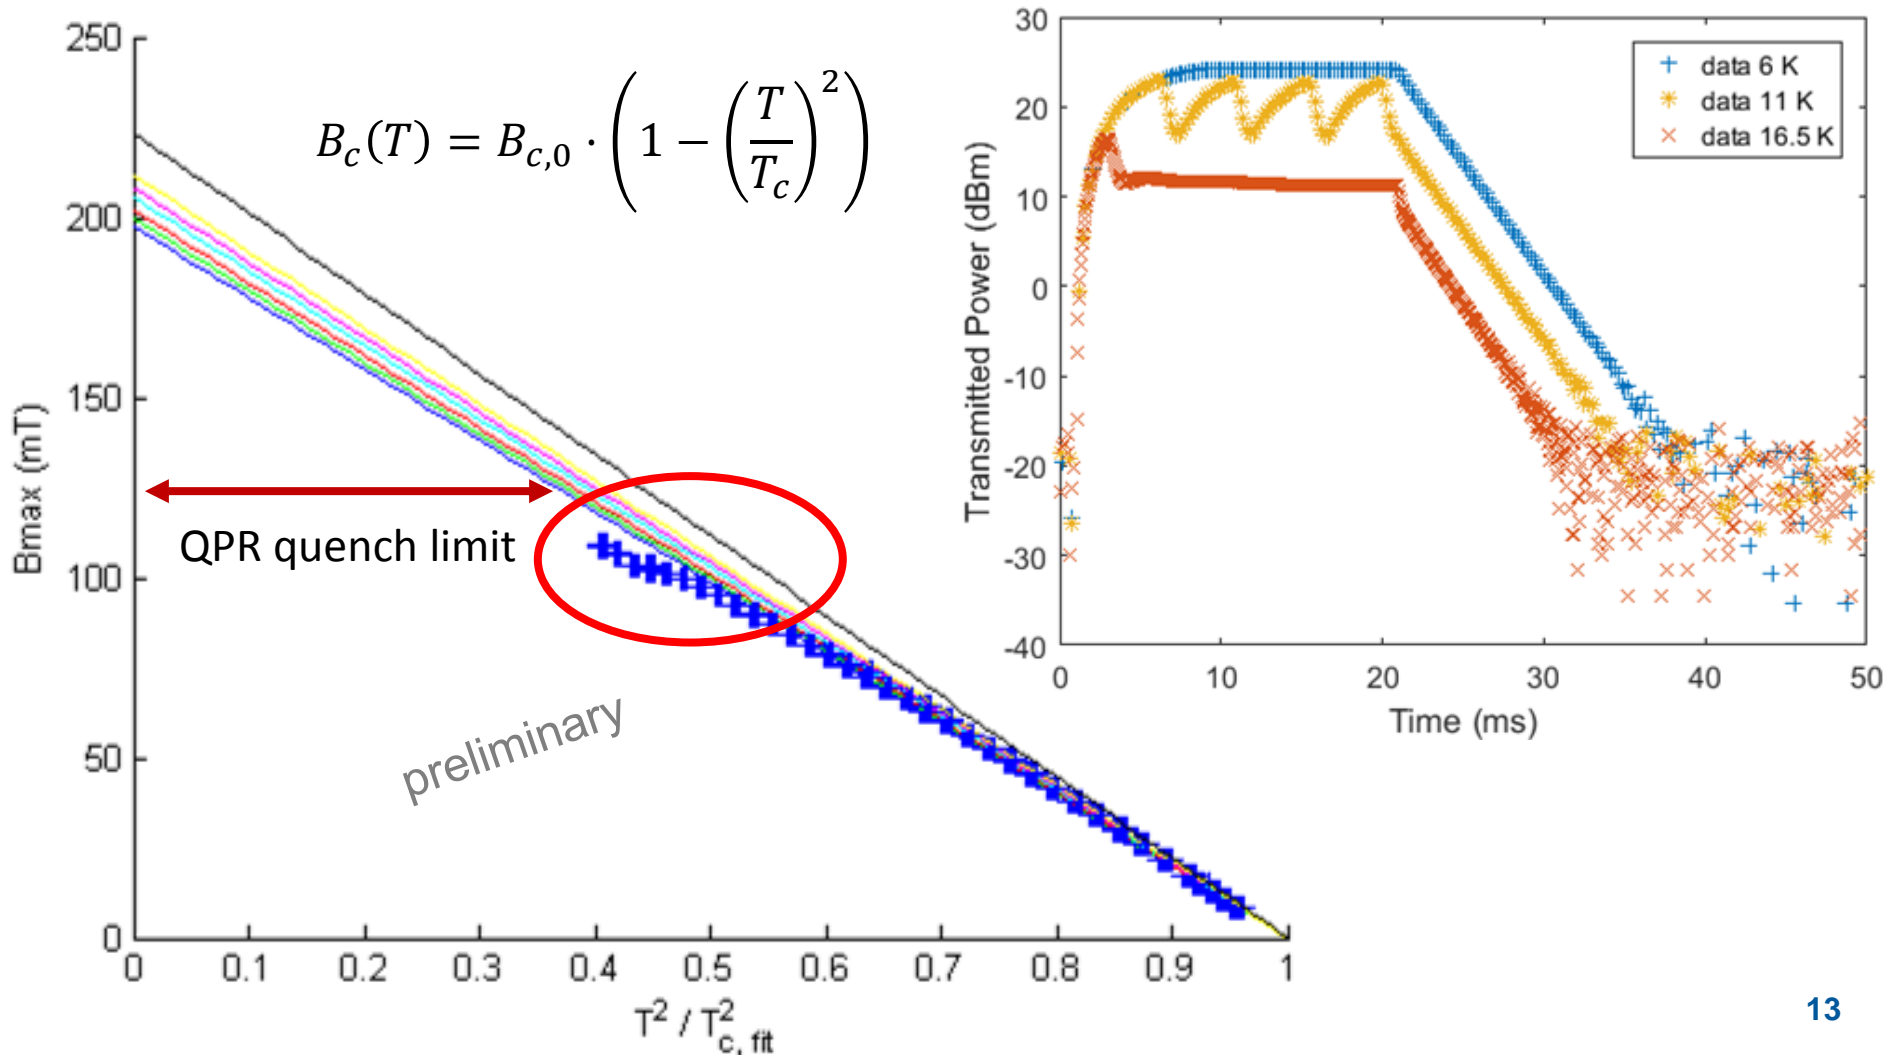 250
200
150
100
50
0
0 0.1 0.2 0.3 0.4 0.5 0.6 0.7 0.8 0.9 1
Bmax (mT)
T² / T²c, fit
Bc(T) = Bc,0 · (1 − (T/Tc)²)
QPR quench limit
preliminary
30
20
10
0
-10
-20
-30
-40
0 10 20 30 40 50
Transmitted Power (dBm)
Time (ms)
data 6 K
data 11 K
data 16.5 K
13